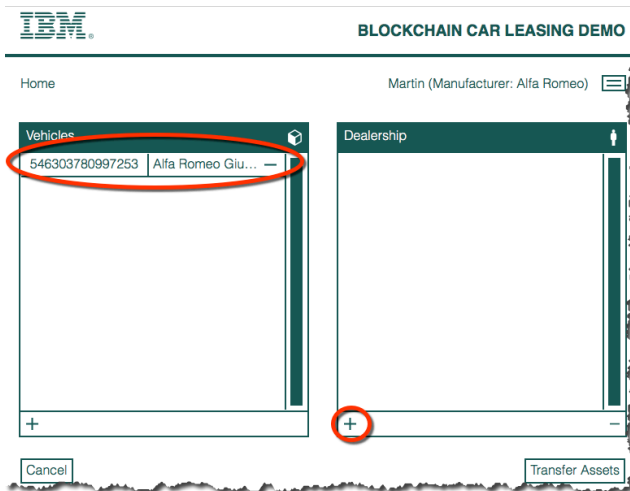 IBM®
BLOCKCHAIN CAR LEASING DEMO
Home
Martin (Manufacturer: Alfa Romeo)
Vehicles
Dealership
546303780997253 Alfa Romeo Giu... −
+
+ −
Cancel
Transfer Assets